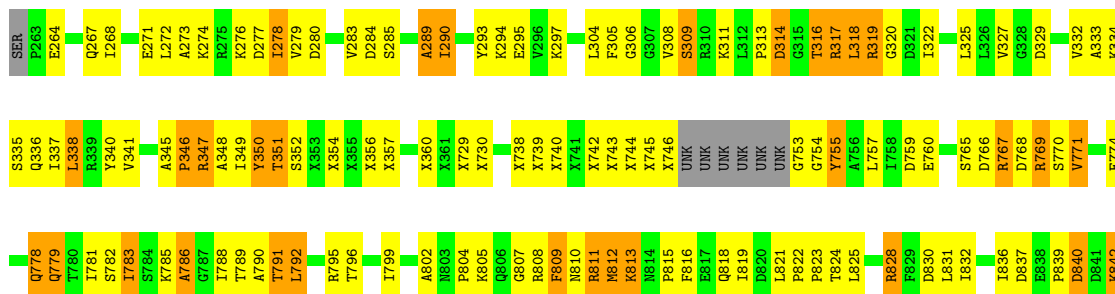 SER P263 E264 Q267 I268 E271 L272 A273 K274 R275 K276 D277 I278 V279 D280 V283 D284 S285 A289 I290 Y293 K294 E295 V296 K297 L304 F305 G306 G307 V308 S309 R310 K311 L312 P313 D314 G315 T316 R317 L318 R319 G320 D321 I322 L325 L326 V327 G328 D329 V332 A333
S335 Q336 I337 L338 R339 Y340 V341 A345 P346 R347 A348 I349 Y350 T351 S352 X353 X354 X355 X356 X357 X360 X361 X729 X730 X738 X739 X740 X741 X742 X743 X744 X745 X746 UNK UNK UNK UNK UNK UNK G753 G754 Y755 A756 L757 I758 D759 E760 S765 D766 R767 D768 R769 S770 V771
Q778 Q779 T780 I781 S782 I783 S784 K785 A786 G787 I788 T789 A790 T791 L792 R795 T796 I799 A802 N803 P804 K805 Q806 G807 R808 F809 N810 R811 M812 K813 N814 P815 F816 E817 Q818 I819 D820 L821 P822 P823 T824 L825 R828 F829 D830 L831 I832 I836 D837 E838 P839 D840 D841